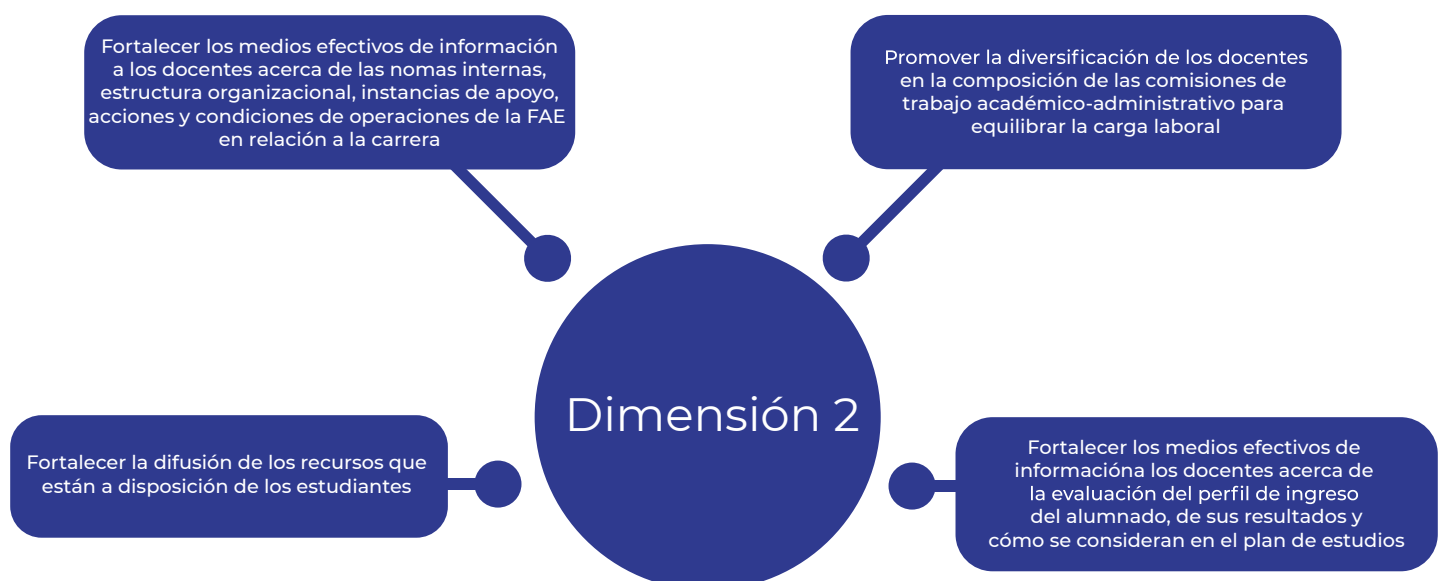 Fortalecer los medios efectivos de información
a los docentes acerca de las nomas internas,
estructura organizacional, instancias de apoyo,
acciones y condiciones de operaciones de la FAE
en relación a la carrera
Promover la diversificación de los docentes
en la composición de las comisiones de
trabajo académico-administrativo para
equilibrar la carga laboral
Dimensión 2
Fortalecer la difusión de los recursos que
están a disposición de los estudiantes
Fortalecer los medios efectivos de
informacióna los docentes acerca de
la evaluación del perfil de ingreso
del alumnado, de sus resultados y
cómo se consideran en el plan de estudios